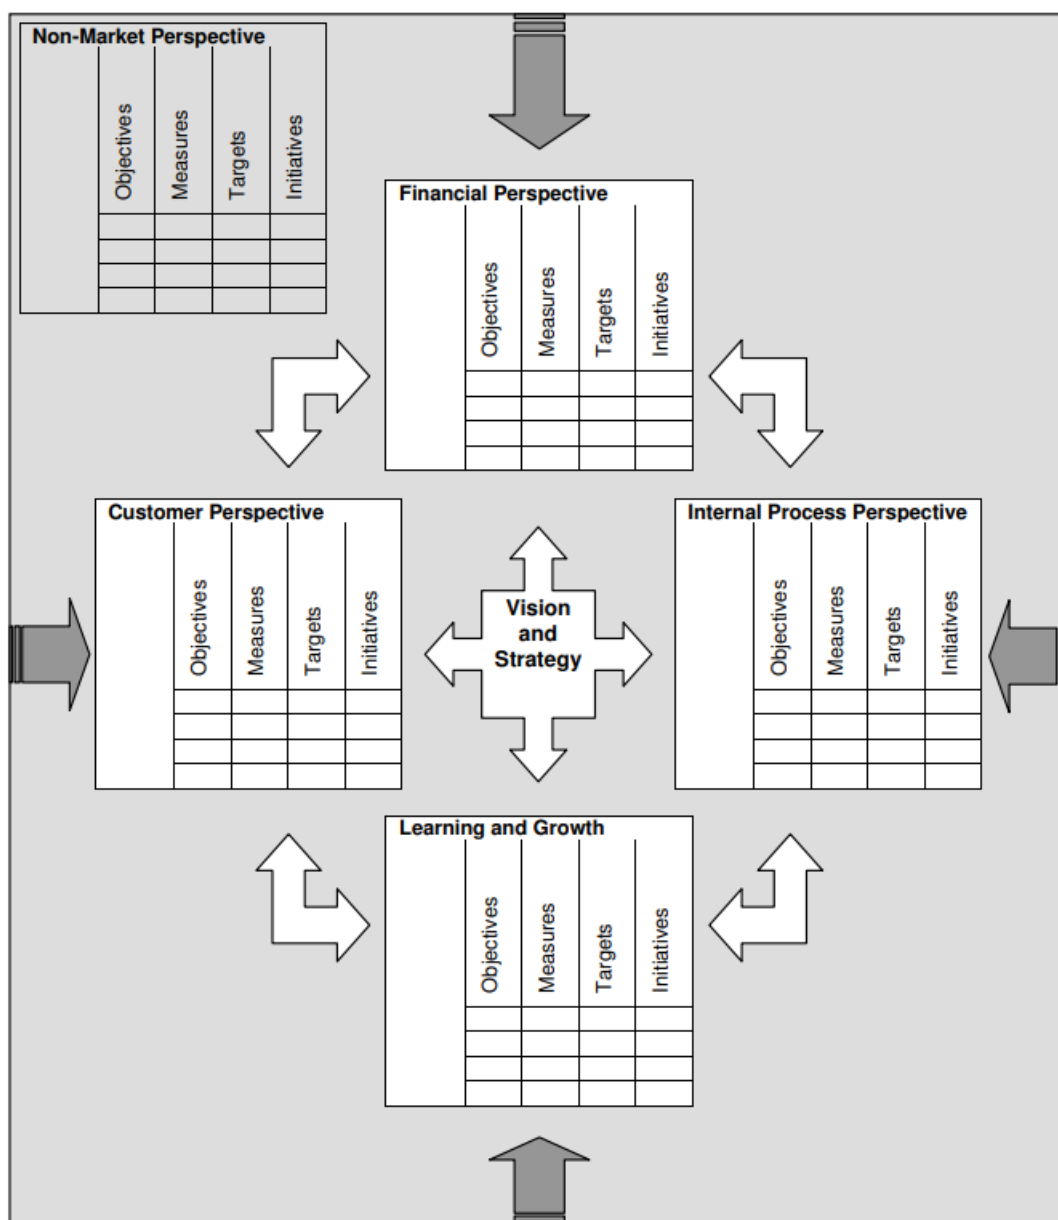 Non-Market Perspective
Objectives
Measures
Targets
Initiatives
Financial Perspective
Objectives
Measures
Targets
Initiatives
Customer Perspective
Objectives
Measures
Targets
Initiatives
Vision
and
Strategy
Internal Process Perspective
Objectives
Measures
Targets
Initiatives
Learning and Growth
Objectives
Measures
Targets
Initiatives